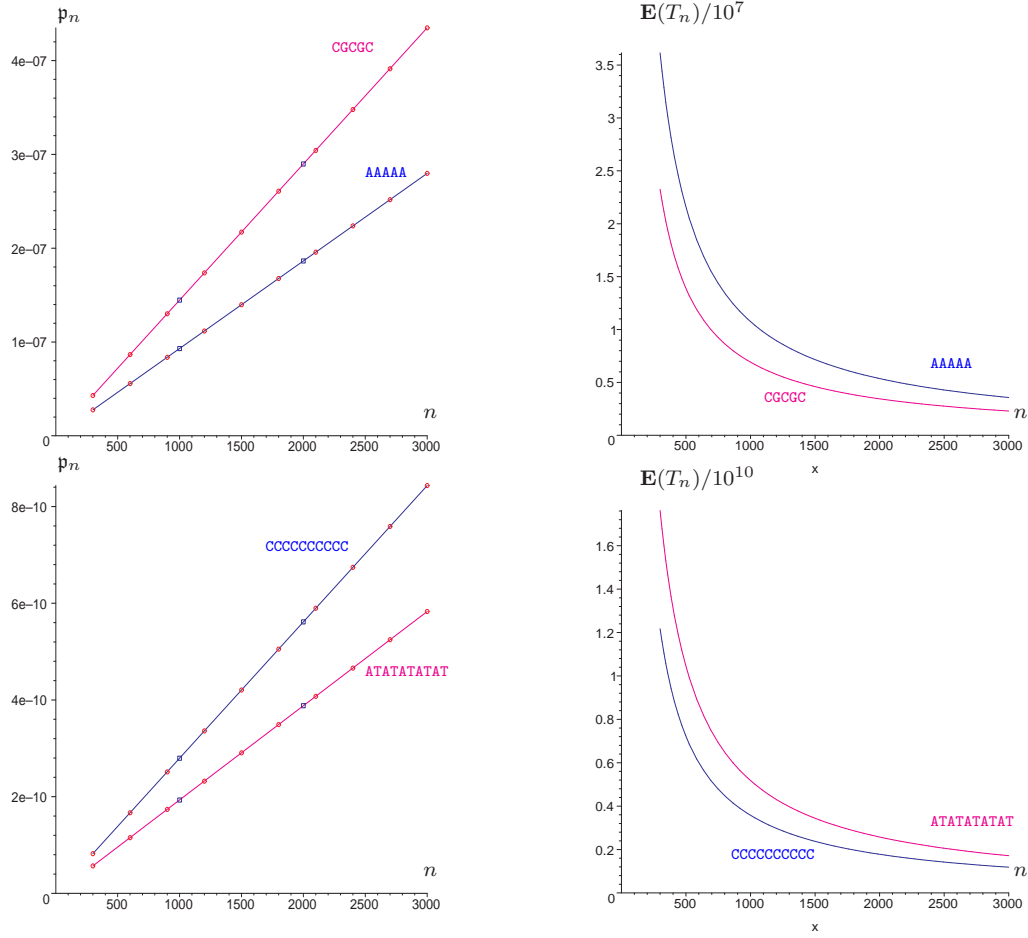 𝔭n
CGCGC
AAAAA
4e–07
3e–07
2e–07
1e–07
0
500 1000 1500 2000 2500 3000
n
E(Tn)/10^7
3.5
3
2.5
2
1.5
1
0.5
0
AAAAA
CGCGC
500 1000 1500 2000 2500 3000
n
x
𝔭n
8e–10
CCCCCCCCCC
6e–10
ATATATATAT
4e–10
2e–10
0
500 1000 1500 2000 2500 3000
n
E(Tn)/10^10
1.6
1.4
1.2
1
0.8
0.6
0.4
0.2
0
ATATATATAT
CCCCCCCCCC
500 1000 1500 2000 2500 3000
n
x